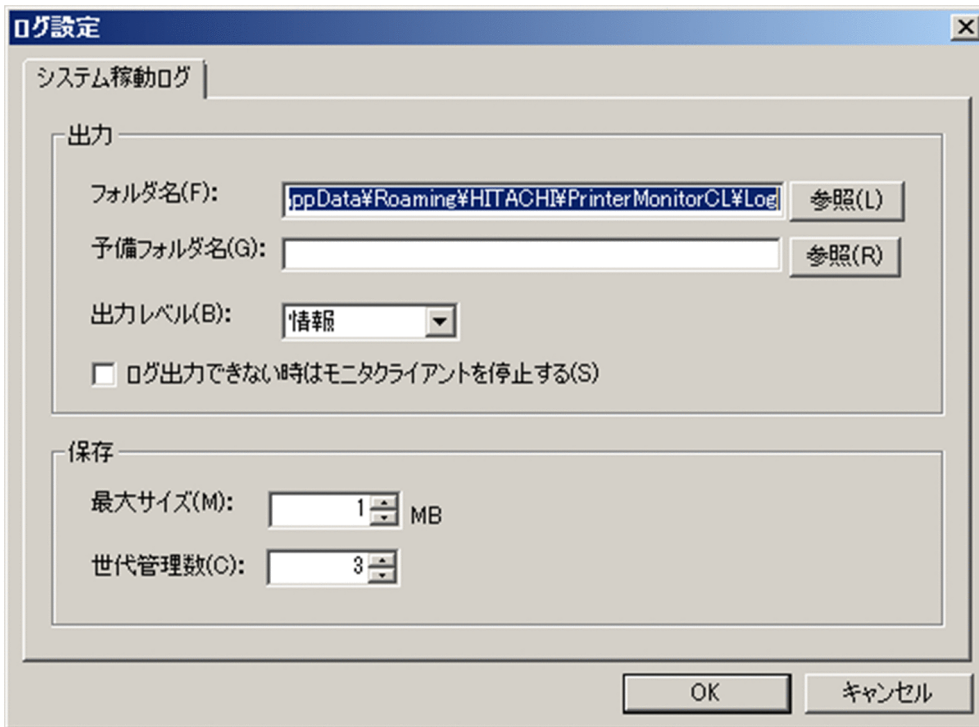 ログ設定
システム稼動ログ
出力
フォルダ名(F): ppData¥Roaming¥HITACHI¥PrinterMonitorCL¥Log 参照(L)
予備フォルダ名(G): 参照(R)
出力レベル(B): 情報
ログ出力できない時はモニタクライアントを停止する(S)
保存
最大サイズ(M): 1 MB
世代管理数(C): 3
OK キャンセル